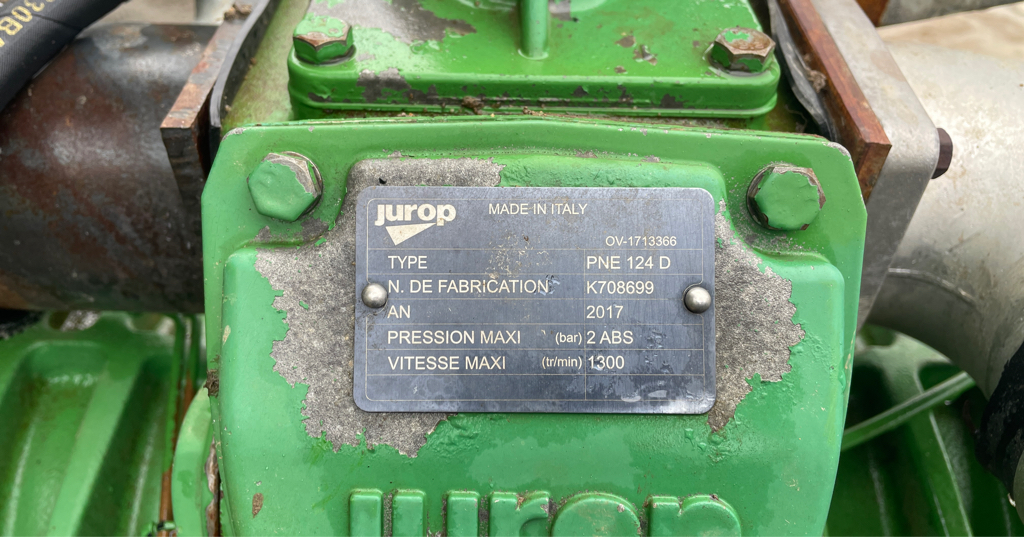 jurop MADE IN ITALY
OV-1713366
TYPE PNE 124 D
N. DE FABRICATION K708699
AN 2017
PRESSION MAXI (bar) 2 ABS
VITESSE MAXI (tr/min) 1300
jurop